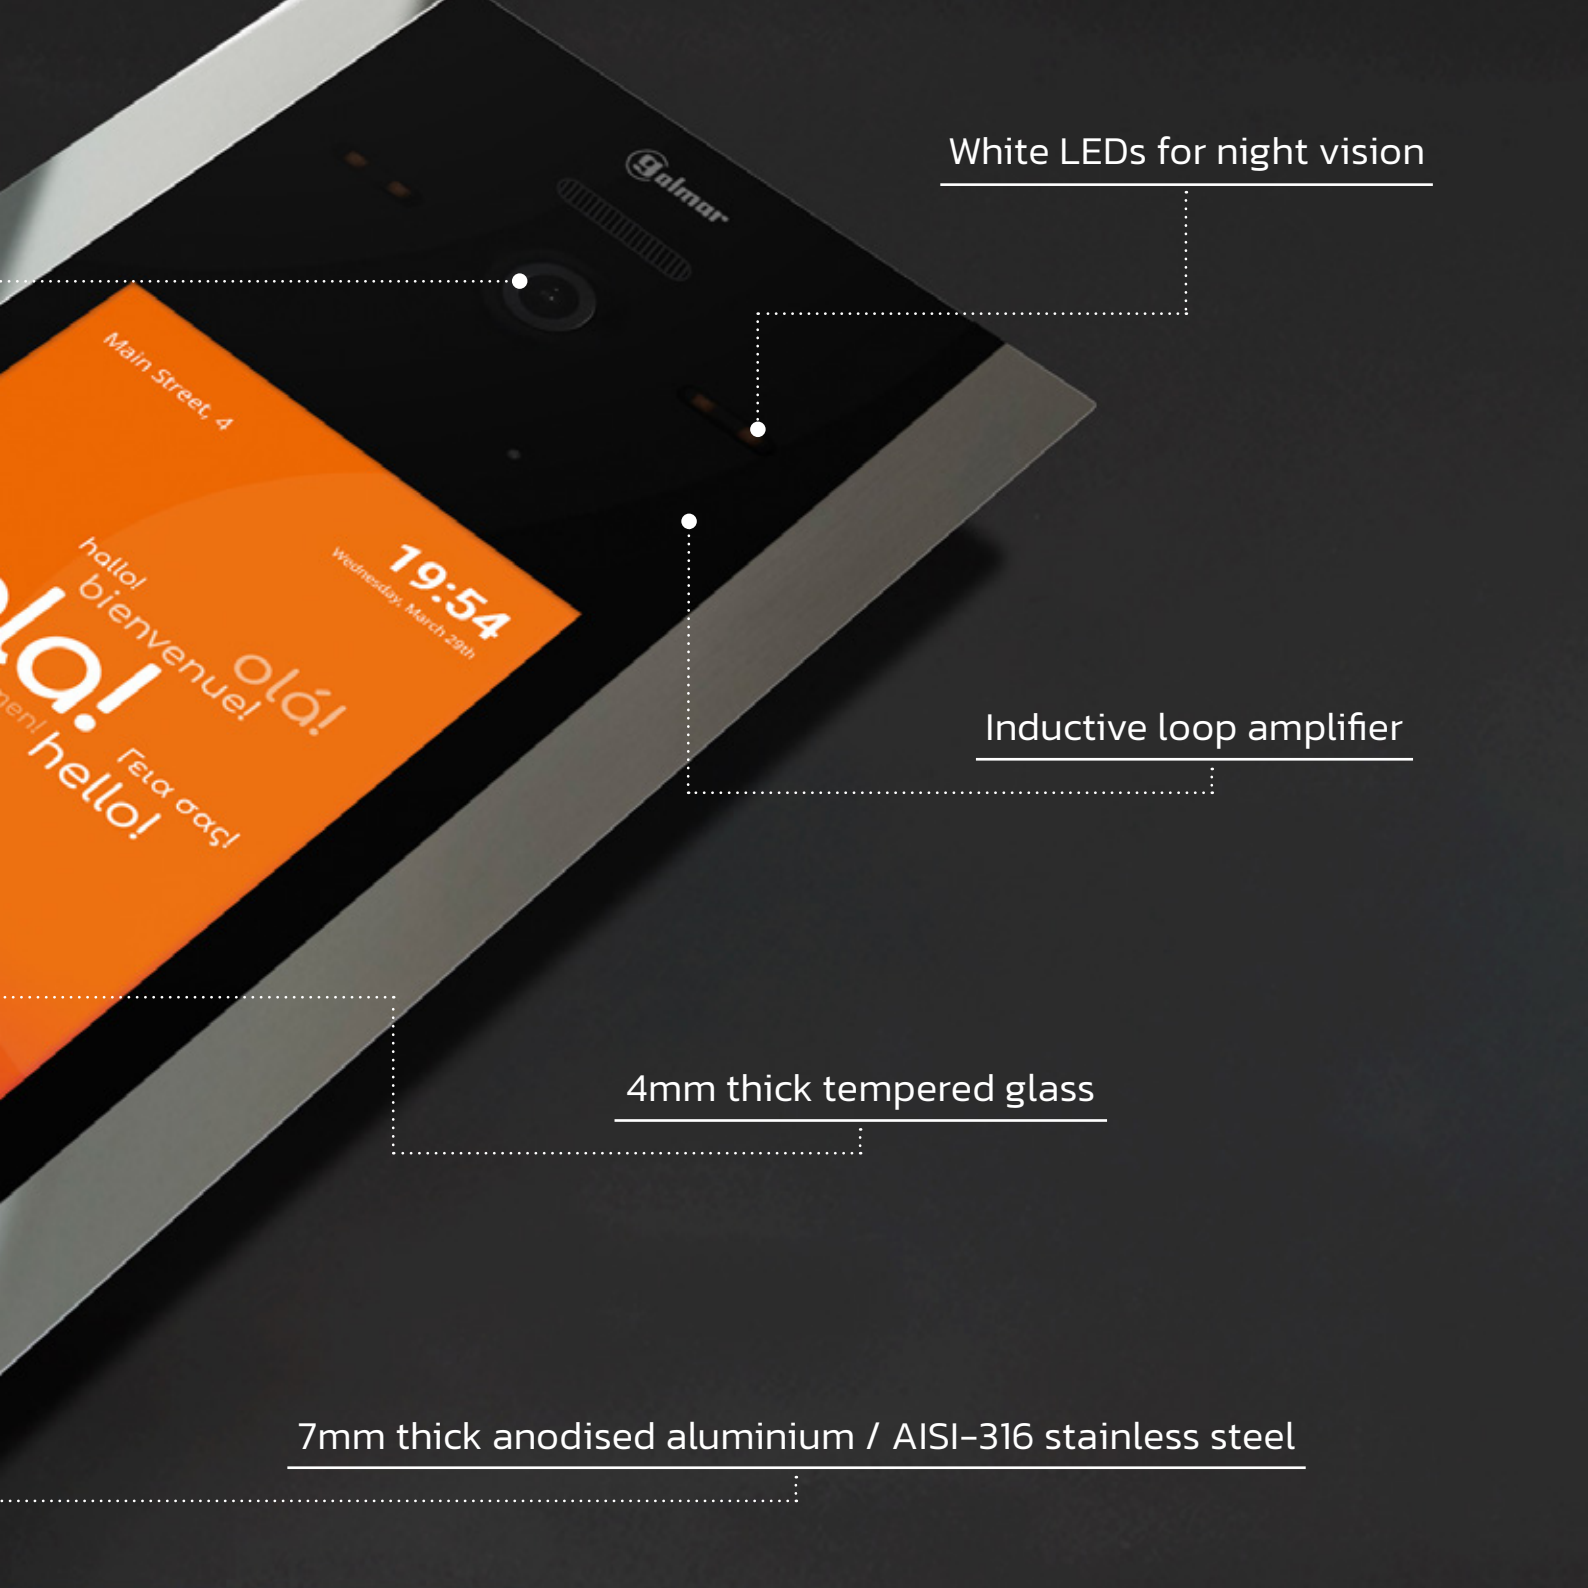 White LEDs for night vision
golmar
Main Street, 4
19:54
Wednesday, March 29th
hallo!
bienvenue!
olá!
hello!
Γεια σας!
Inductive loop amplifier
4mm thick tempered glass
7mm thick anodised aluminium / AISI-316 stainless steel